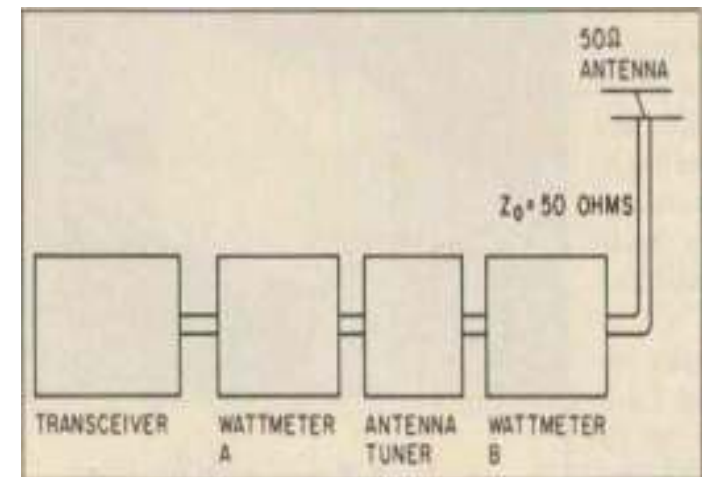 50Ω
ANTENNA
Z₀=50 OHMS
TRANSCEIVER
WATTMETER
A
ANTENNA
TUNER
WATTMETER
B